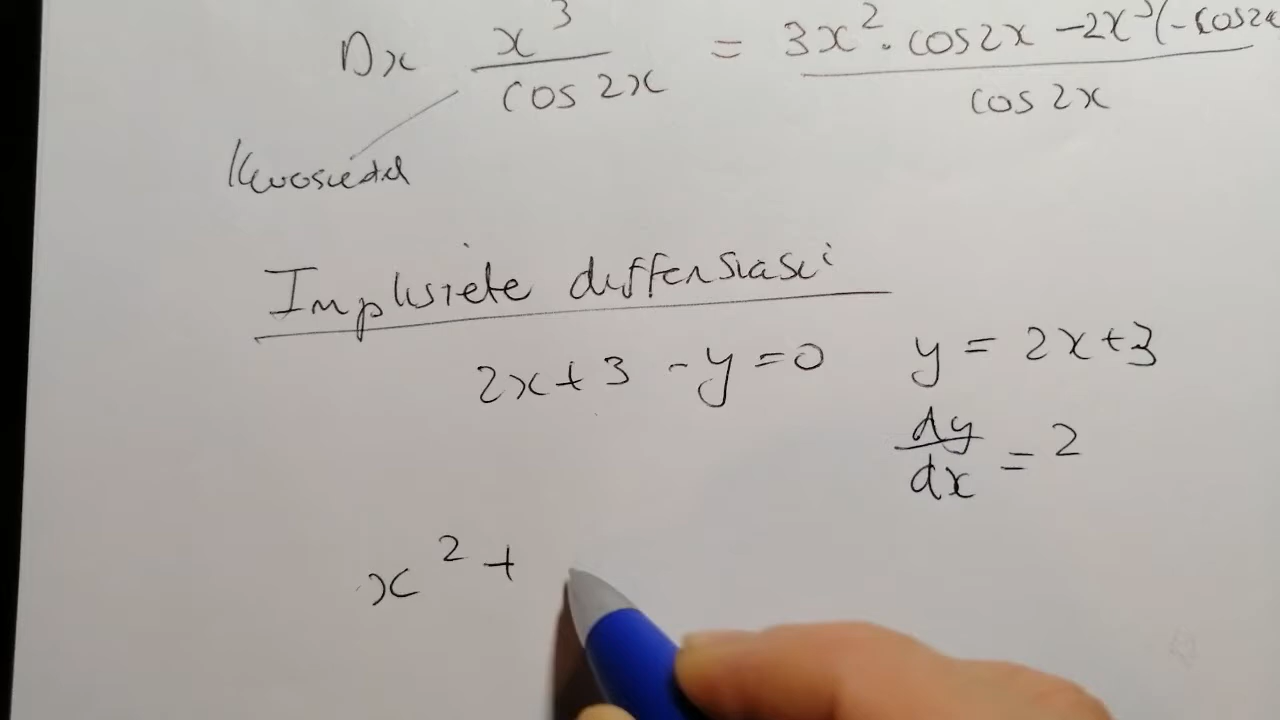 Dx x³/cos 2x = 3x² · cos2x - 2x³(-cos2x / cos 2x
Kwosiënt
Implisiete differensiasi
2x + 3 - y = 0 y = 2x + 3
dy/dx = 2
x² +